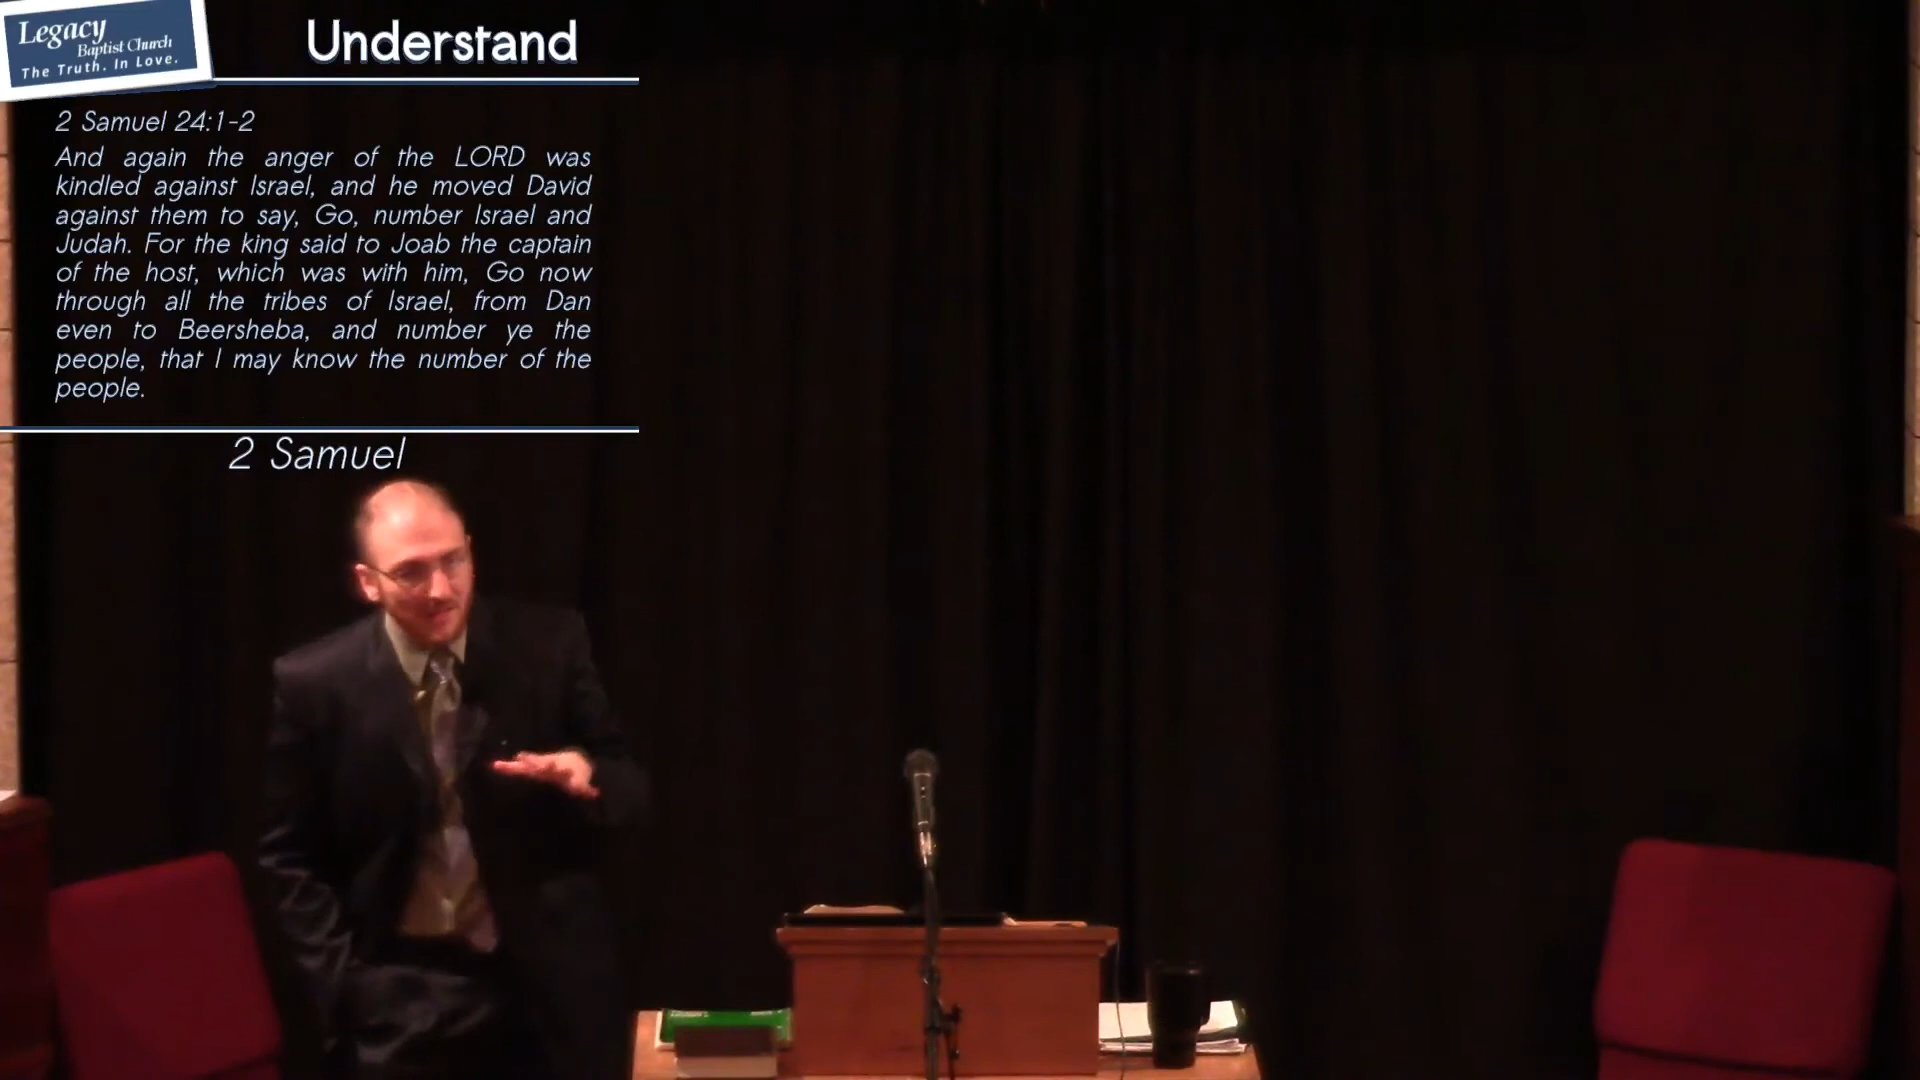 Legacy
Baptist Church
The Truth. In Love.
Understand
2 Samuel 24:1-2
And again the anger of the LORD was
kindled against Israel, and he moved David
against them to say, Go, number Israel and
Judah. For the king said to Joab the captain
of the host, which was with him, Go now
through all the tribes of Israel, from Dan
even to Beersheba, and number ye the
people, that I may know the number of the
people.
2 Samuel